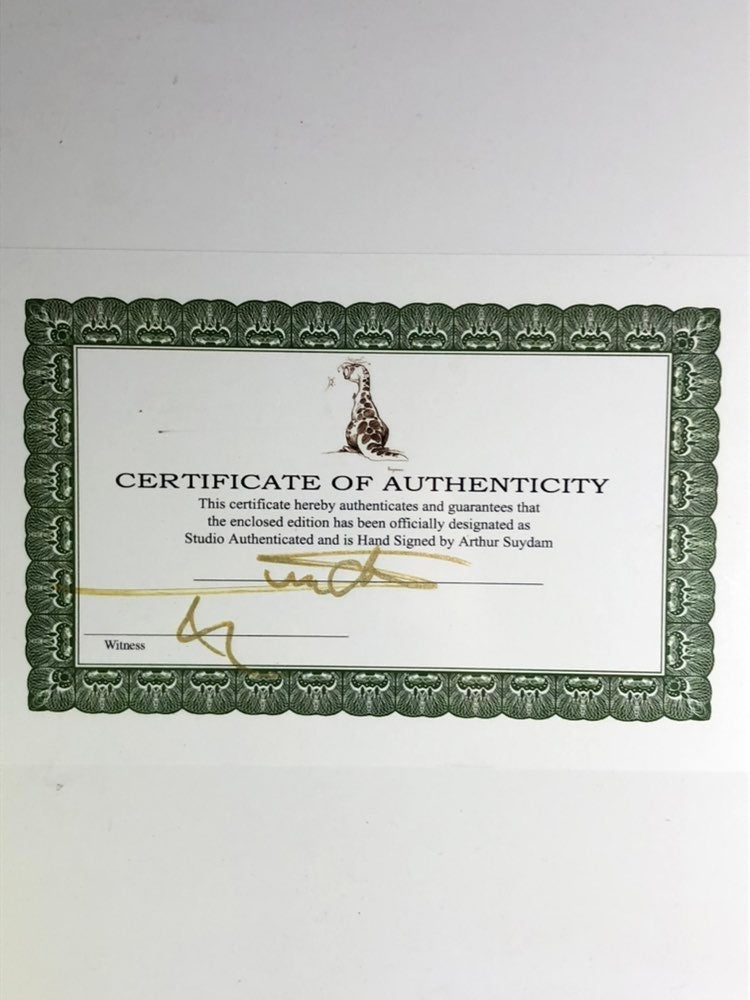 CERTIFICATE OF AUTHENTICITY
This certificate hereby authenticates and guarantees that
the enclosed edition has been officially designated as
Studio Authenticated and is Hand Signed by Arthur Suydam
Witness